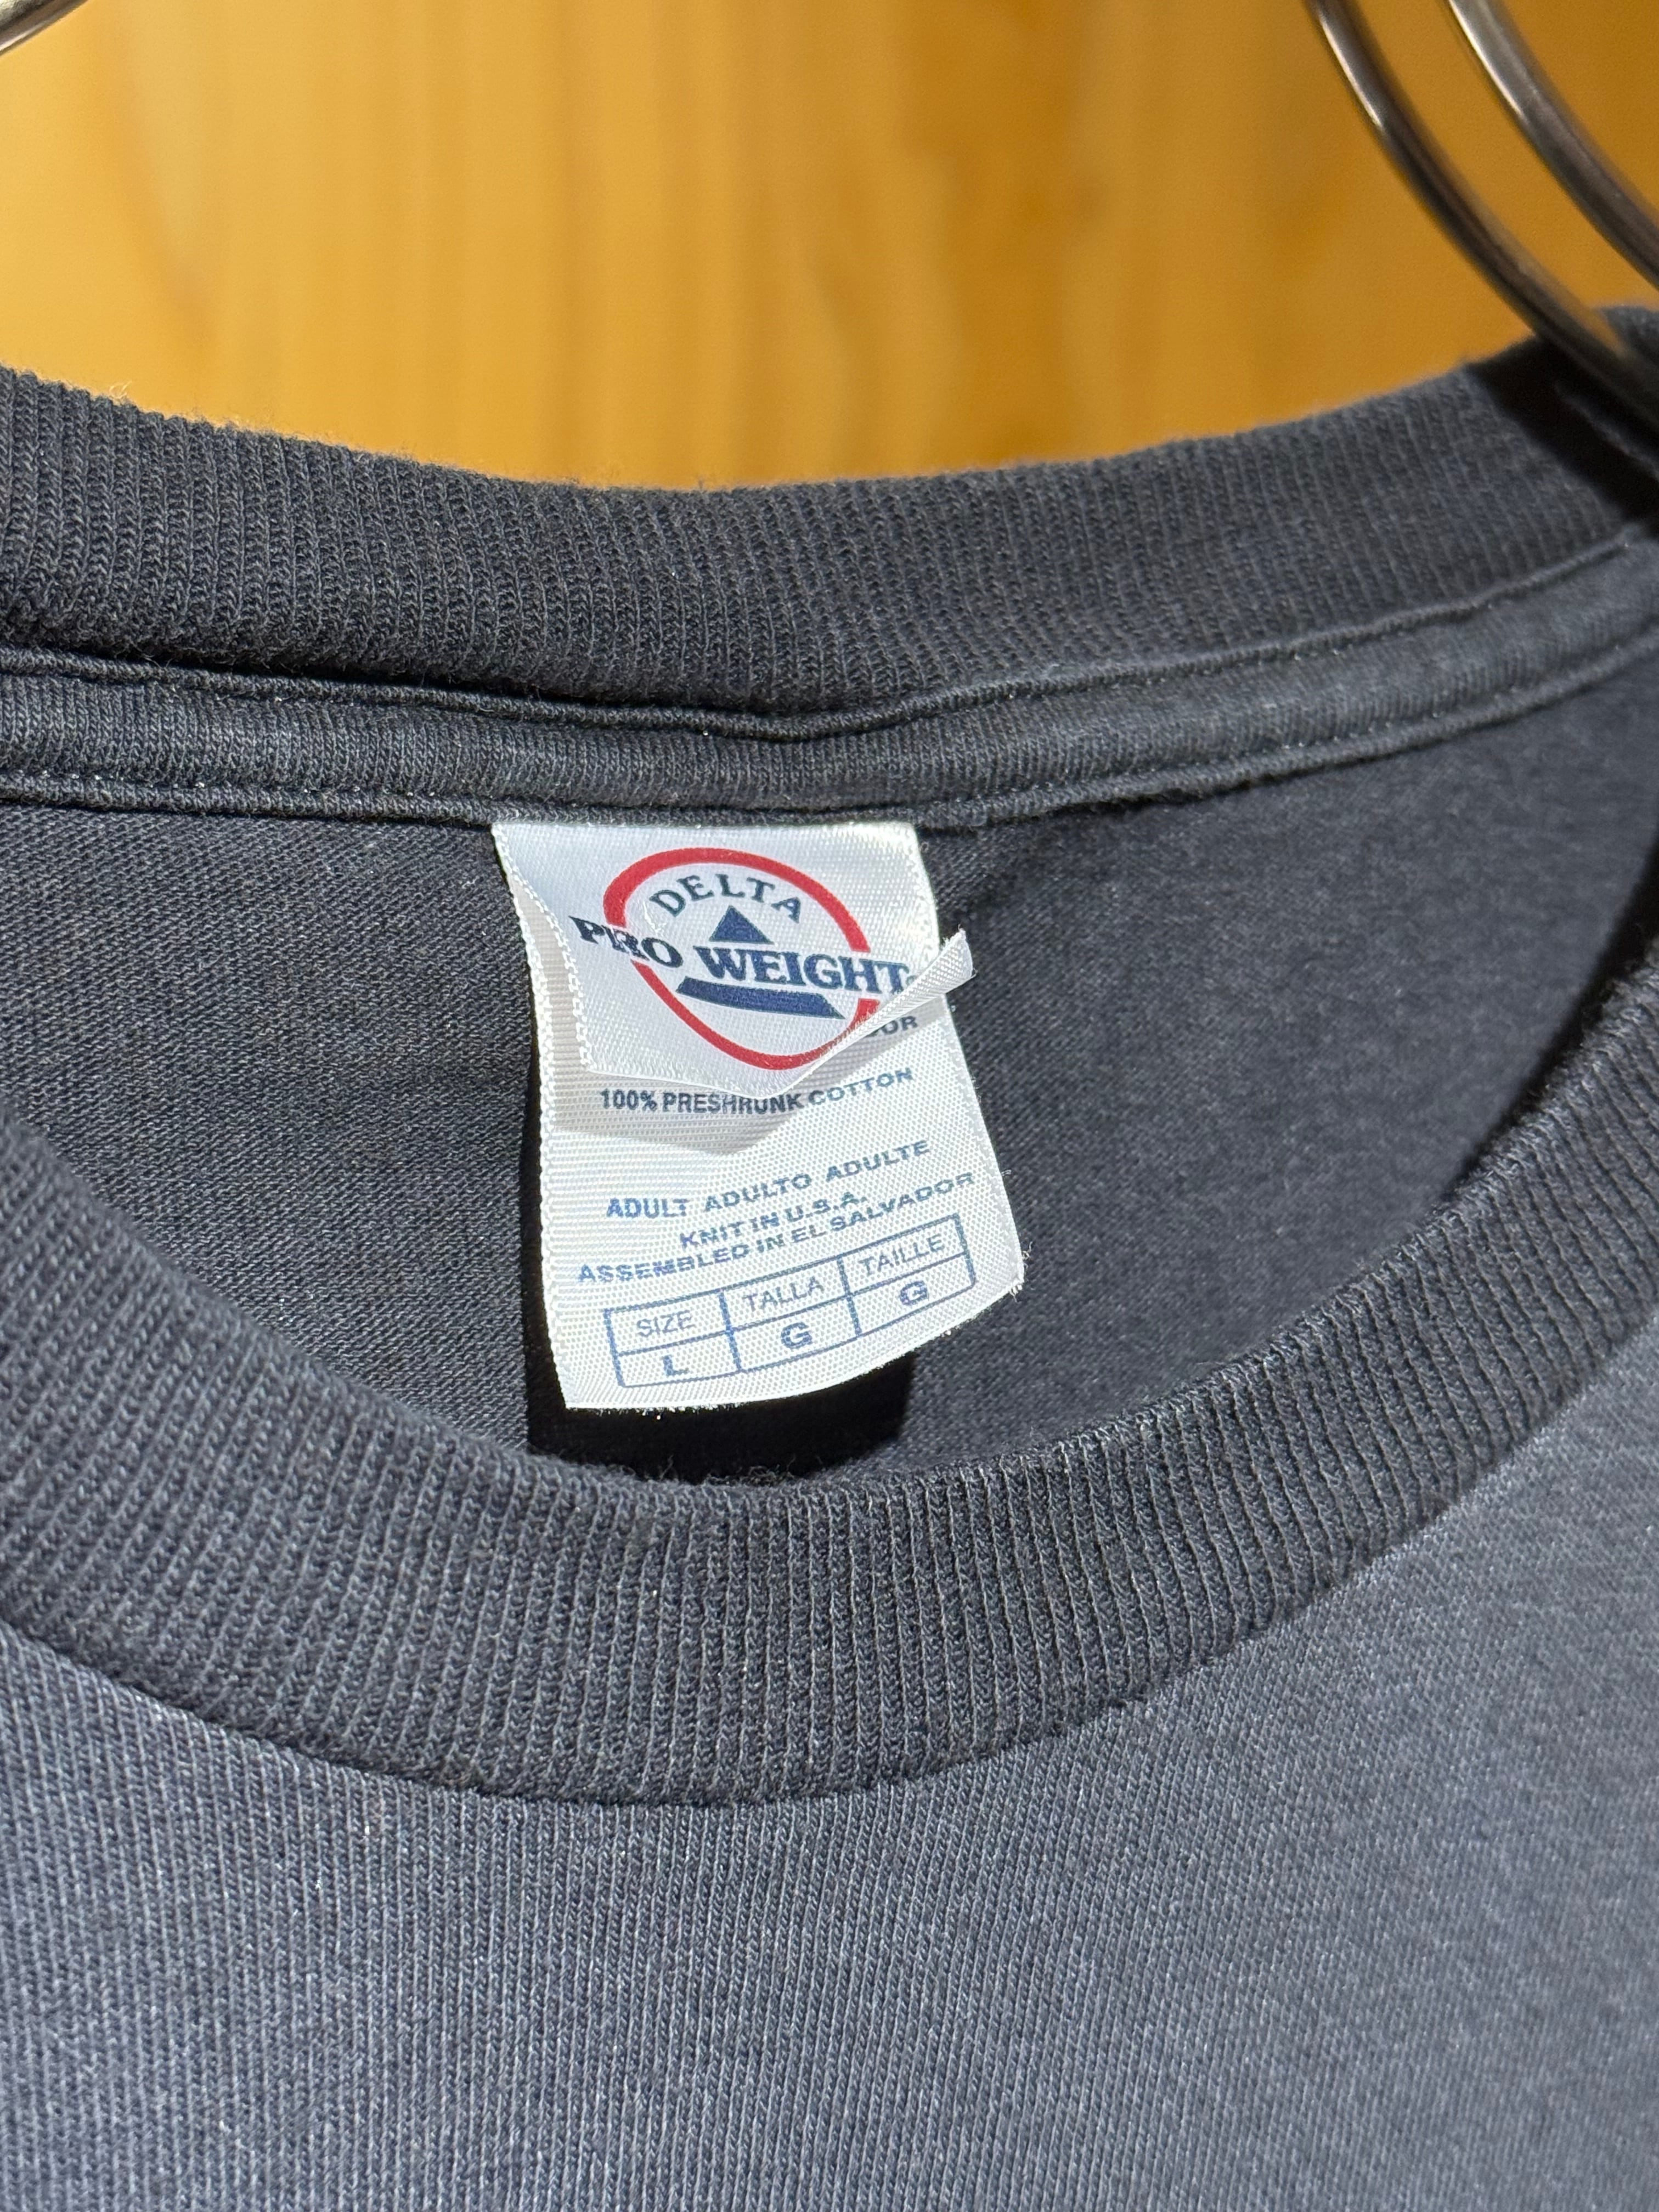 DELTA
PRO WEIGHT
100% PRESHRUNK COTTON
ADULT ADULTO ADULTE
KNIT IN U.S.A.
ASSEMBLED IN EL SALVADOR
SIZE TALLA TAILLE
L G G